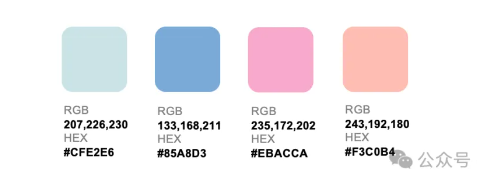 RGB
207,226,230
HEX
#CFE2E6
RGB
133,168,211
HEX
#85A8D3
RGB
235,172,202
HEX
#EBACCA
RGB
243,192,180
HEX
#F3C0B4
公众号